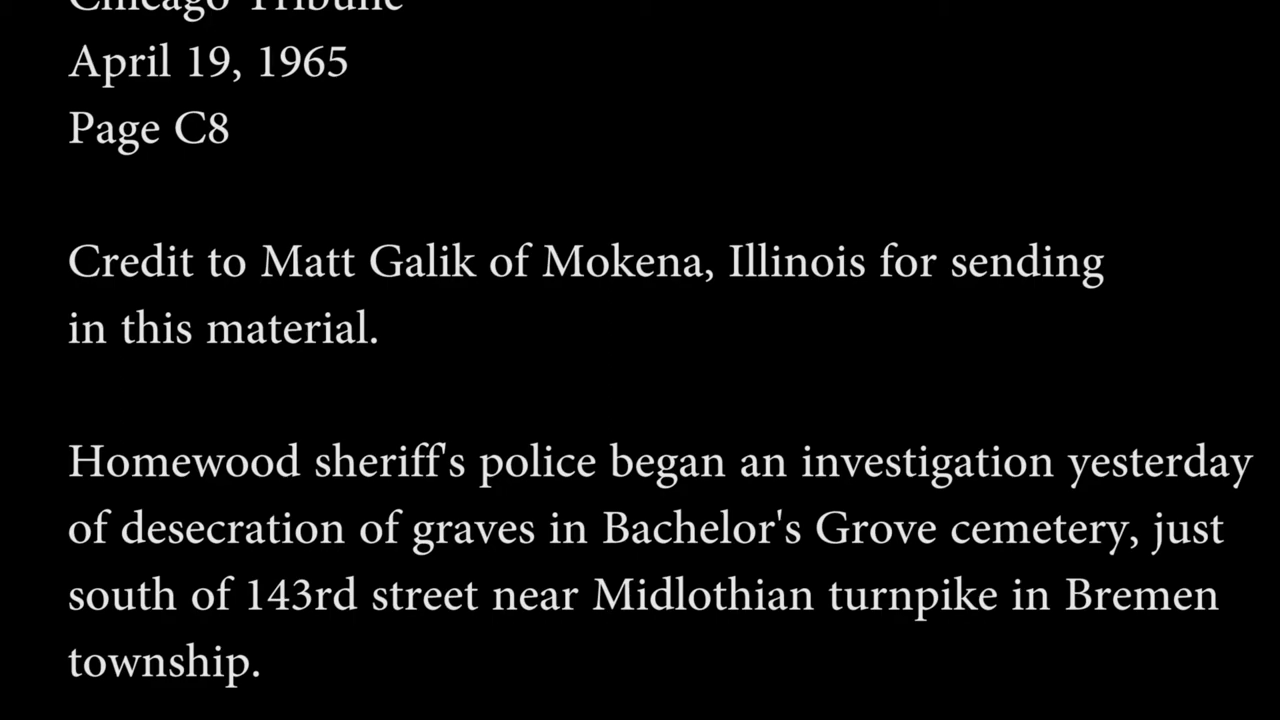 Chicago Tribune
April 19, 1965
Page C8
Credit to Matt Galik of Mokena, Illinois for sending
in this material.
Homewood sheriff's police began an investigation yesterday
of desecration of graves in Bachelor's Grove cemetery, just
south of 143rd street near Midlothian turnpike in Bremen
township.